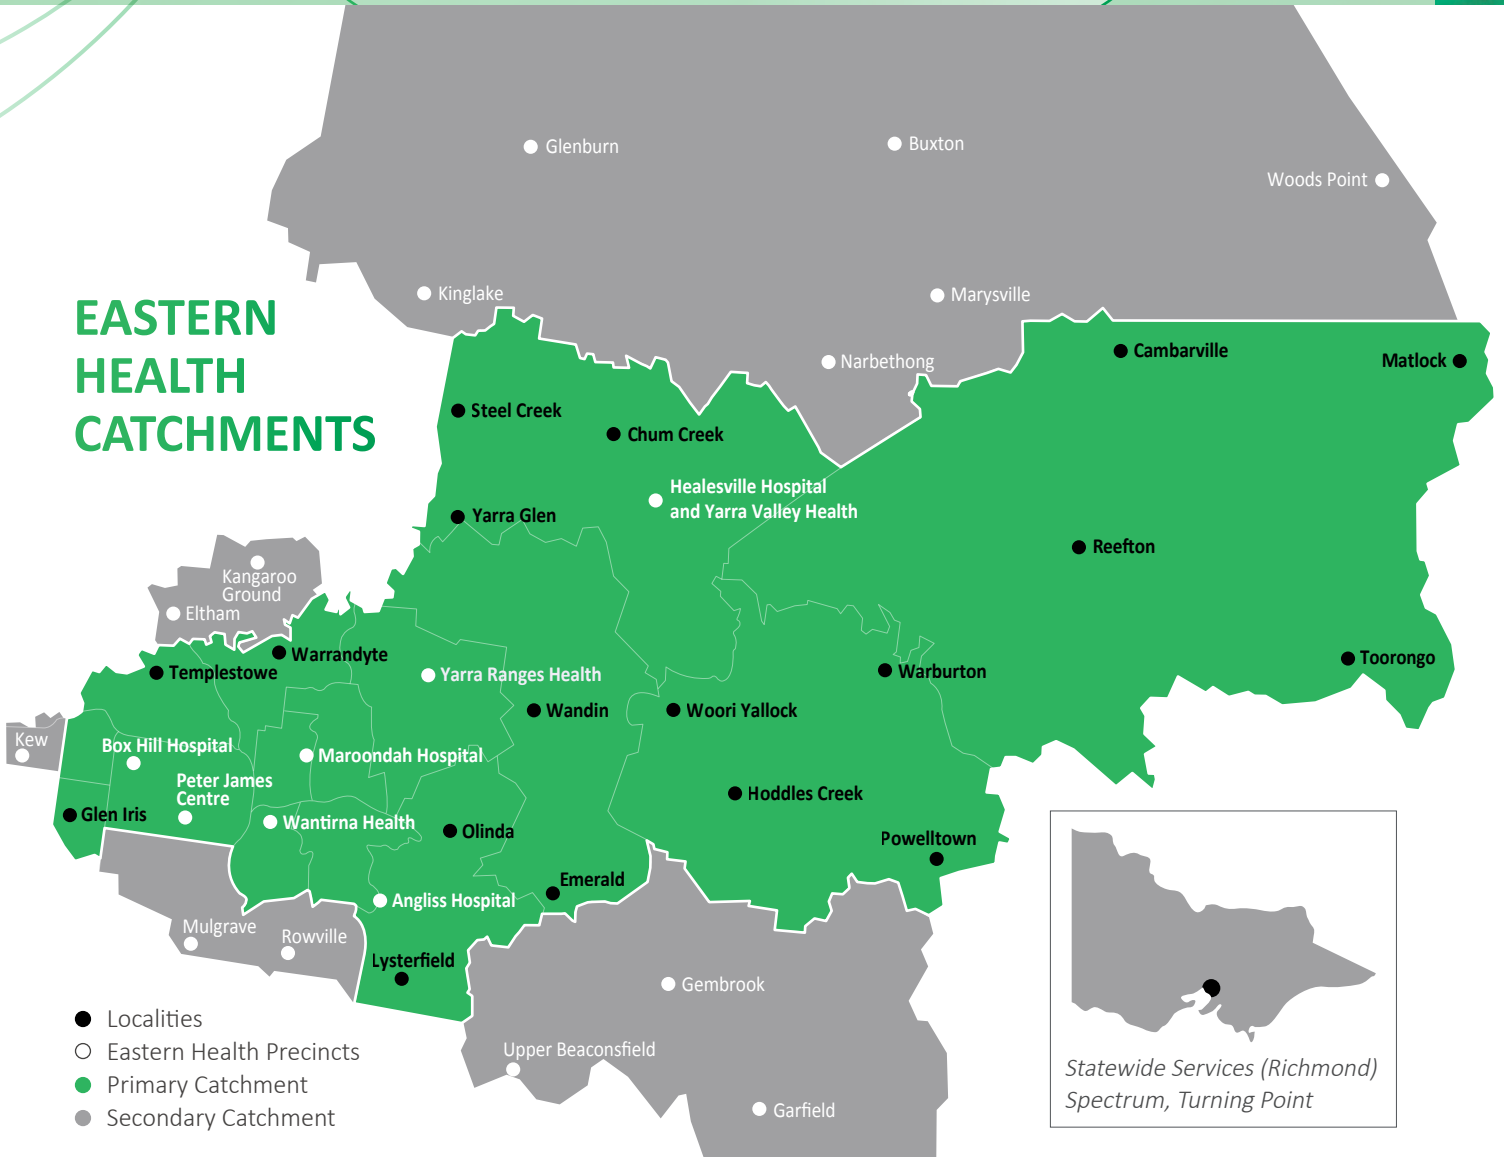 EASTERN
HEALTH
CATCHMENTS
Glenburn
Buxton
Woods Point
Kinglake
Marysville
Narbethong
Cambarville
Matlock
Steel Creek
Chum Creek
Healesville Hospital
and Yarra Valley Health
Yarra Glen
Reefton
Kangaroo
Ground
Eltham
Warrandyte
Templestowe
Yarra Ranges Health
Warburton
Toorongo
Wandin
Woori Yallock
Kew
Box Hill Hospital
Maroondah Hospital
Peter James
Centre
Hoddles Creek
Glen Iris
Wantirna Health
Olinda
Powelltown
Emerald
Angliss Hospital
Mulgrave
Rowville
Lysterfield
Gembrook
Upper Beaconsfield
Garfield
Localities
Eastern Health Precincts
Primary Catchment
Secondary Catchment
Statewide Services (Richmond)
Spectrum, Turning Point